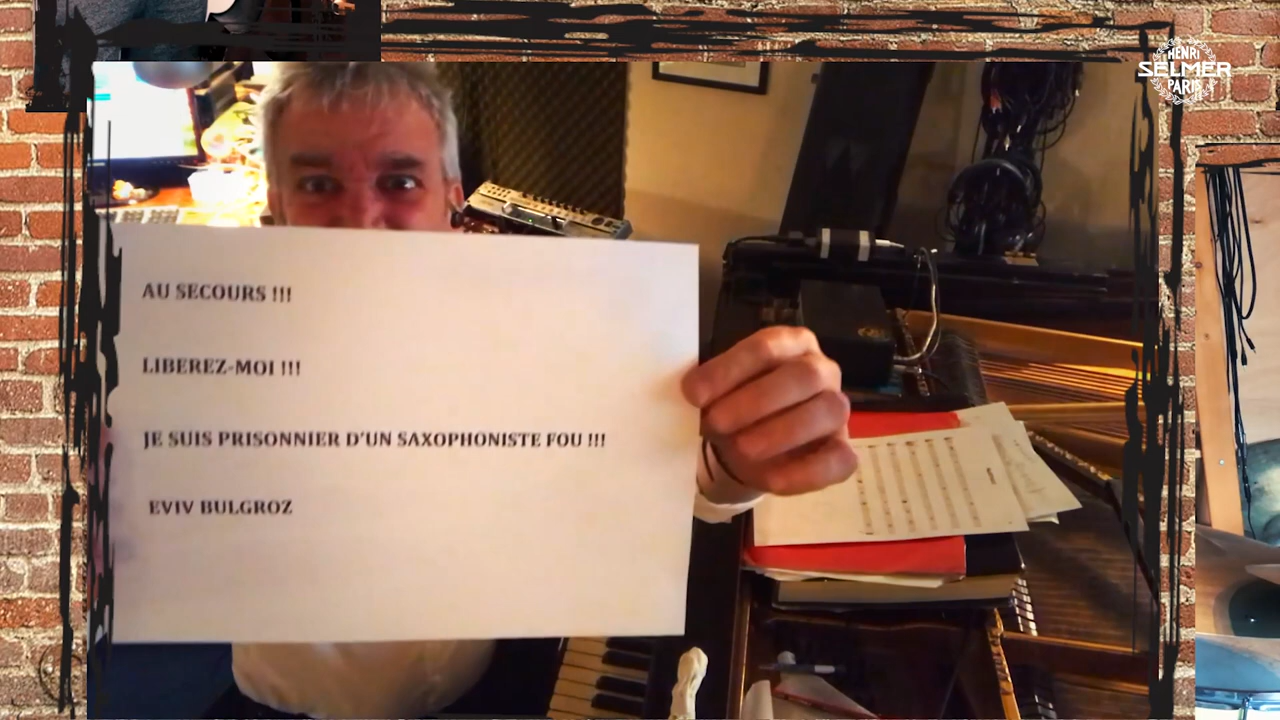 HENRI
SELMER
PARIS
AU SECOURS !!!
LIBEREZ-MOI !!!
JE SUIS PRISONNIER D'UN SAXOPHONISTE FOU !!!
EVIV BULGROZ